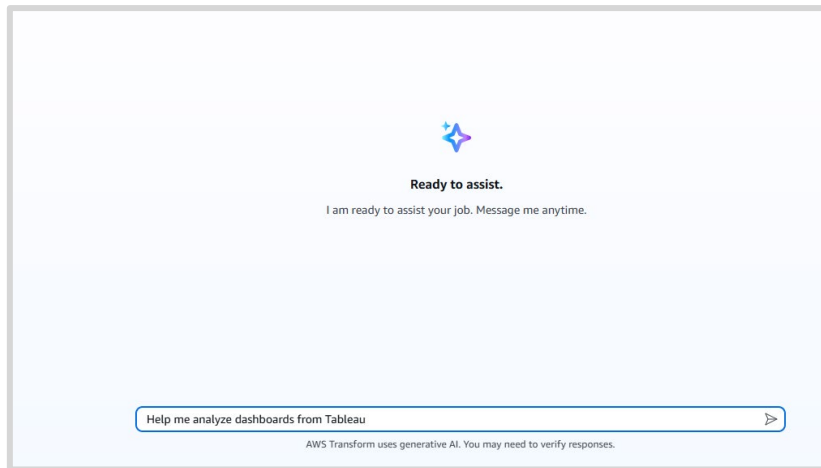 Ready to assist.
I am ready to assist your job. Message me anytime.
Help me analyze dashboards from Tableau
AWS Transform uses generative AI. You may need to verify responses.